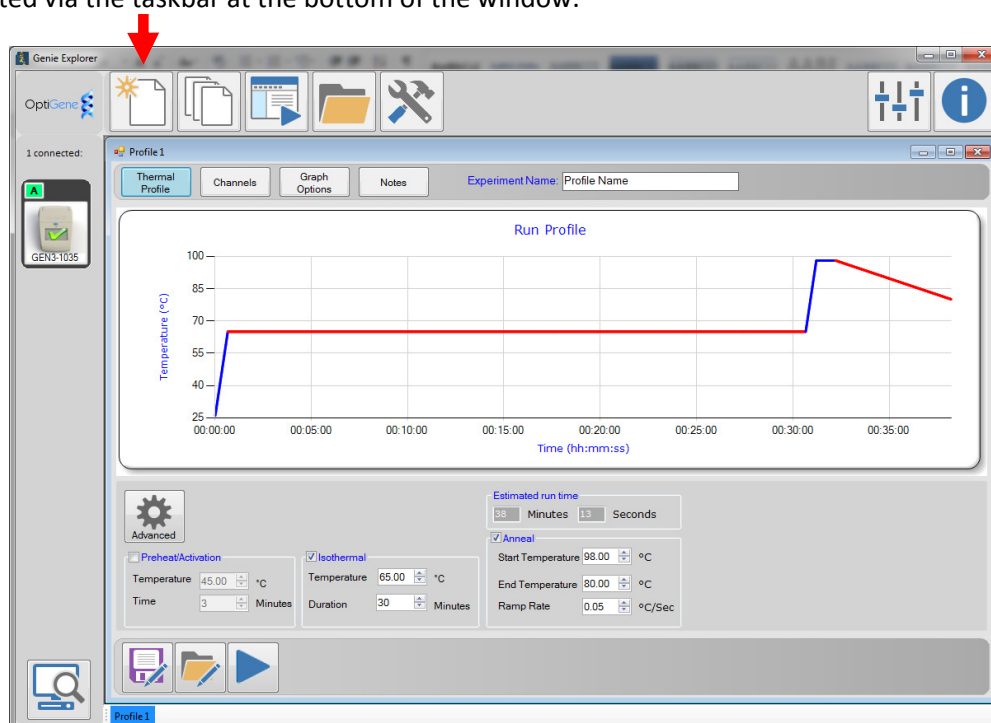 ted via the taskbar at the bottom of the window.
Genie Explorer
OptiGene
1 connected:
A
GEN3-1035
Profile 1
Thermal Profile
Channels
Graph Options
Notes
Experiment Name: Profile Name
Run Profile
Temperature (°C)
100
85
70
55
40
25
00:00:00 00:05:00 00:10:00 00:15:00 00:20:00 00:25:00 00:30:00 00:35:00
Time (hh:mm:ss)
Advanced
Estimated run time
38 Minutes 13 Seconds
Preheat/Activation
Temperature 45.00 °C
Time 3 Minutes
Isothermal
Temperature 65.00 °C
Duration 30 Minutes
Anneal
Start Temperature 98.00 °C
End Temperature 80.00 °C
Ramp Rate 0.05 °C/Sec
Profile 1